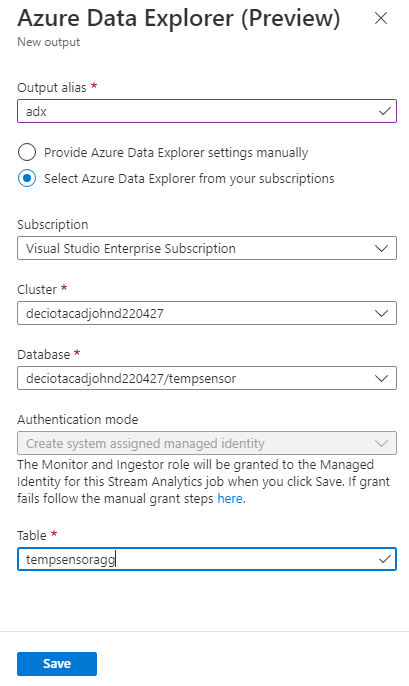 Azure Data Explorer (Preview)
New output
Output alias *
adx
Provide Azure Data Explorer settings manually
Select Azure Data Explorer from your subscriptions
Subscription
Visual Studio Enterprise Subscription
Cluster *
deciotacadjohnd220427
Database *
deciotacadjohnd220427/tempsensor
Authentication mode
Create system assigned managed identity
The Monitor and Ingestor role will be granted to the Managed
Identity for this Stream Analytics job when you click Save. If grant
fails follow the manual grant steps here.
Table *
tempsensoragg
Save